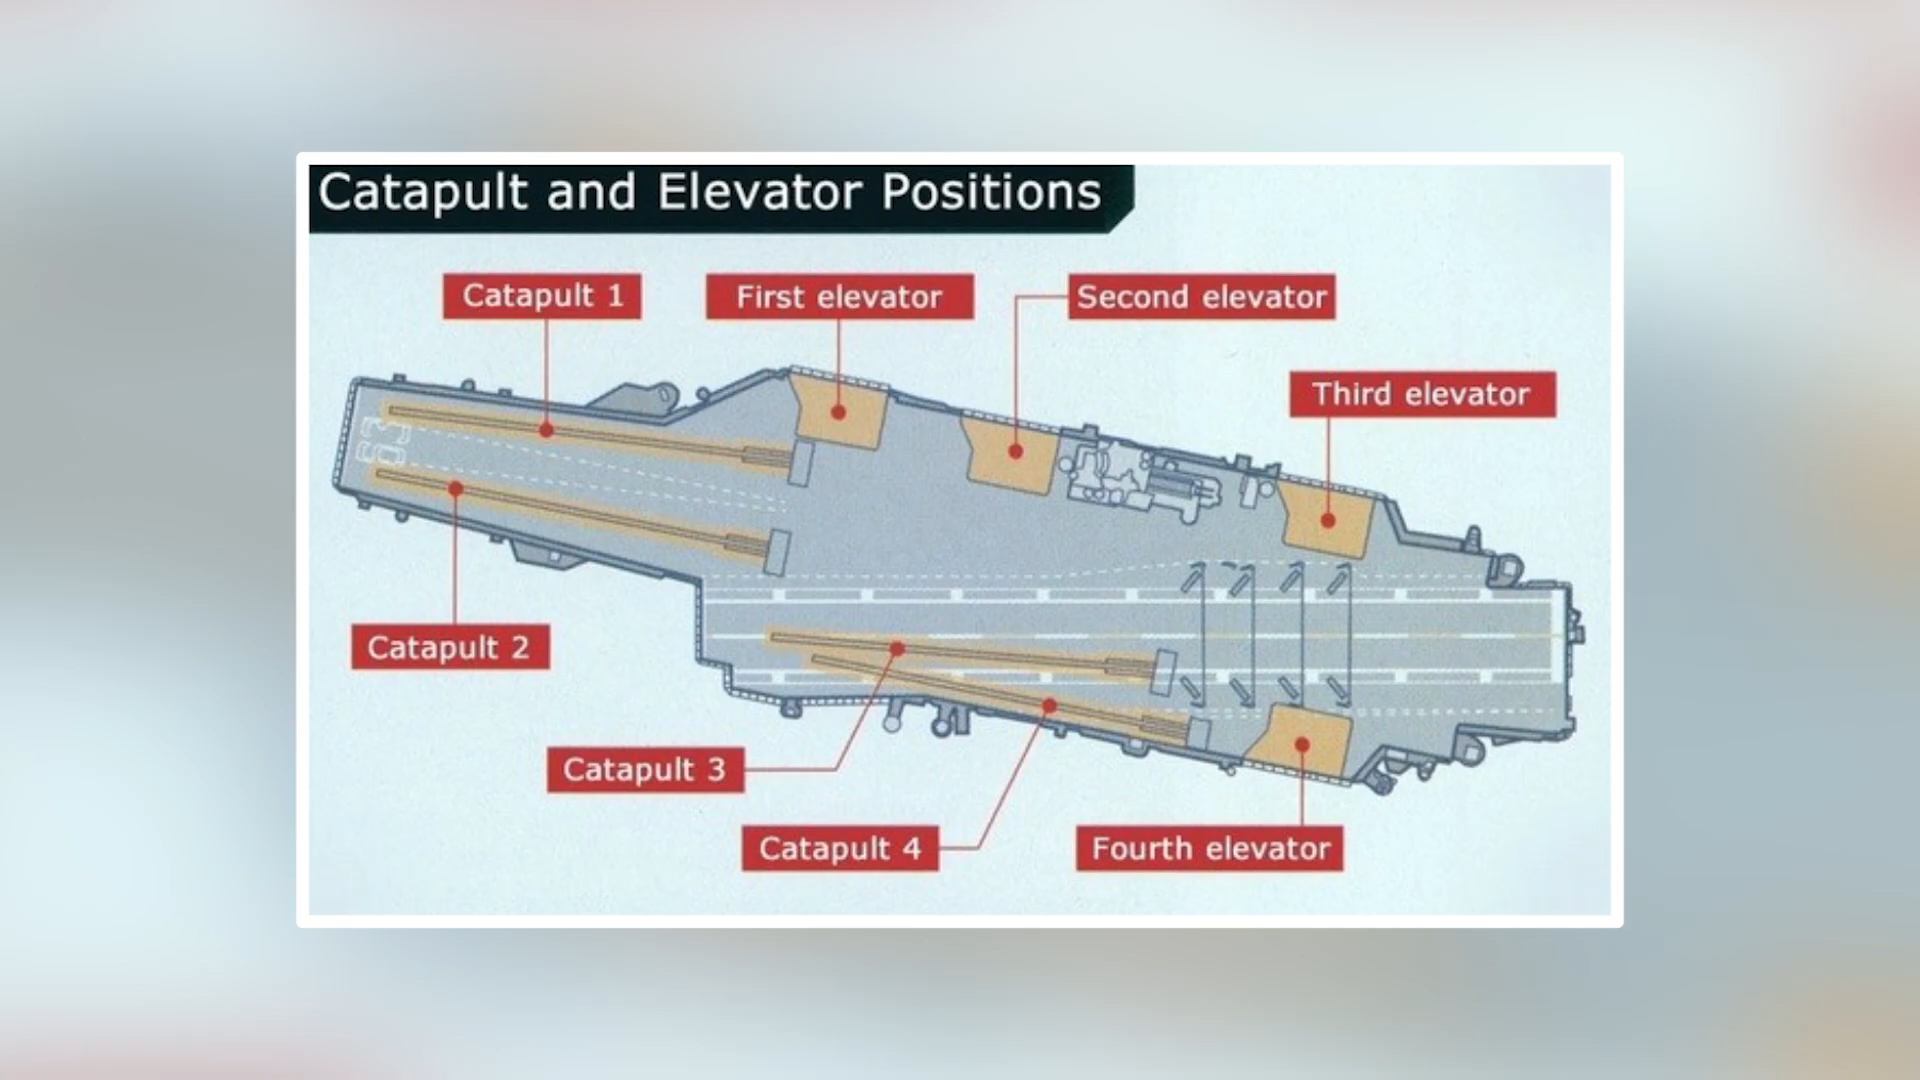 Catapult and Elevator Positions
Catapult 1
First elevator
Second elevator
Third elevator
Catapult 2
Catapult 3
Catapult 4
Fourth elevator